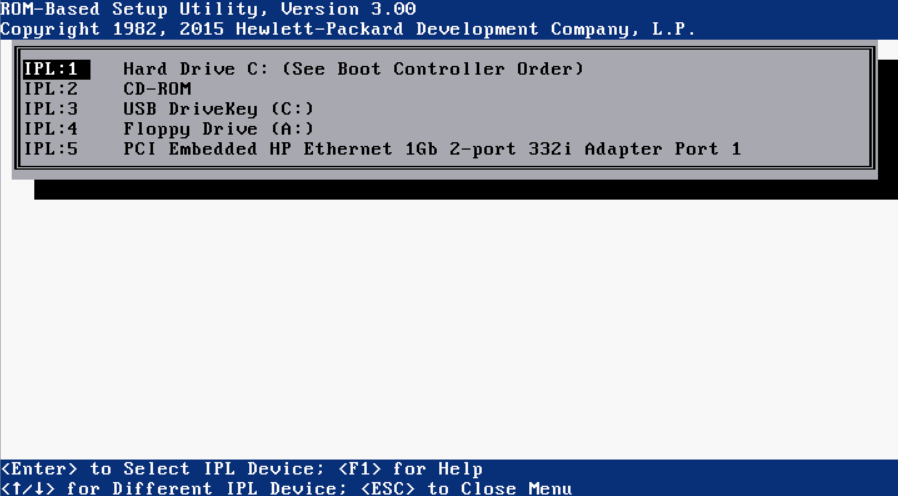 ROM-Based Setup Utility, Version 3.00
Copyright 1982, 2015 Hewlett-Packard Development Company, L.P.
IPL:1 Hard Drive C: (See Boot Controller Order)
IPL:2 CD-ROM
IPL:3 USB DriveKey (C:)
IPL:4 Floppy Drive (A:)
IPL:5 PCI Embedded HP Ethernet 1Gb 2-port 332i Adapter Port 1
<Enter> to Select IPL Device; <F1> for Help
<↑/↓> for Different IPL Device; <ESC> to Close Menu